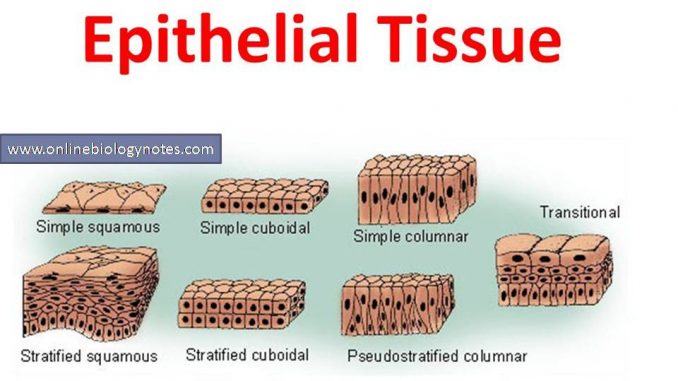 Epithelial Tissue
www.onlinebiologynotes.com
Simple squamous
Simple cuboidal
Simple columnar
Transitional
Stratified squamous
Stratified cuboidal
Pseudostratified columnar